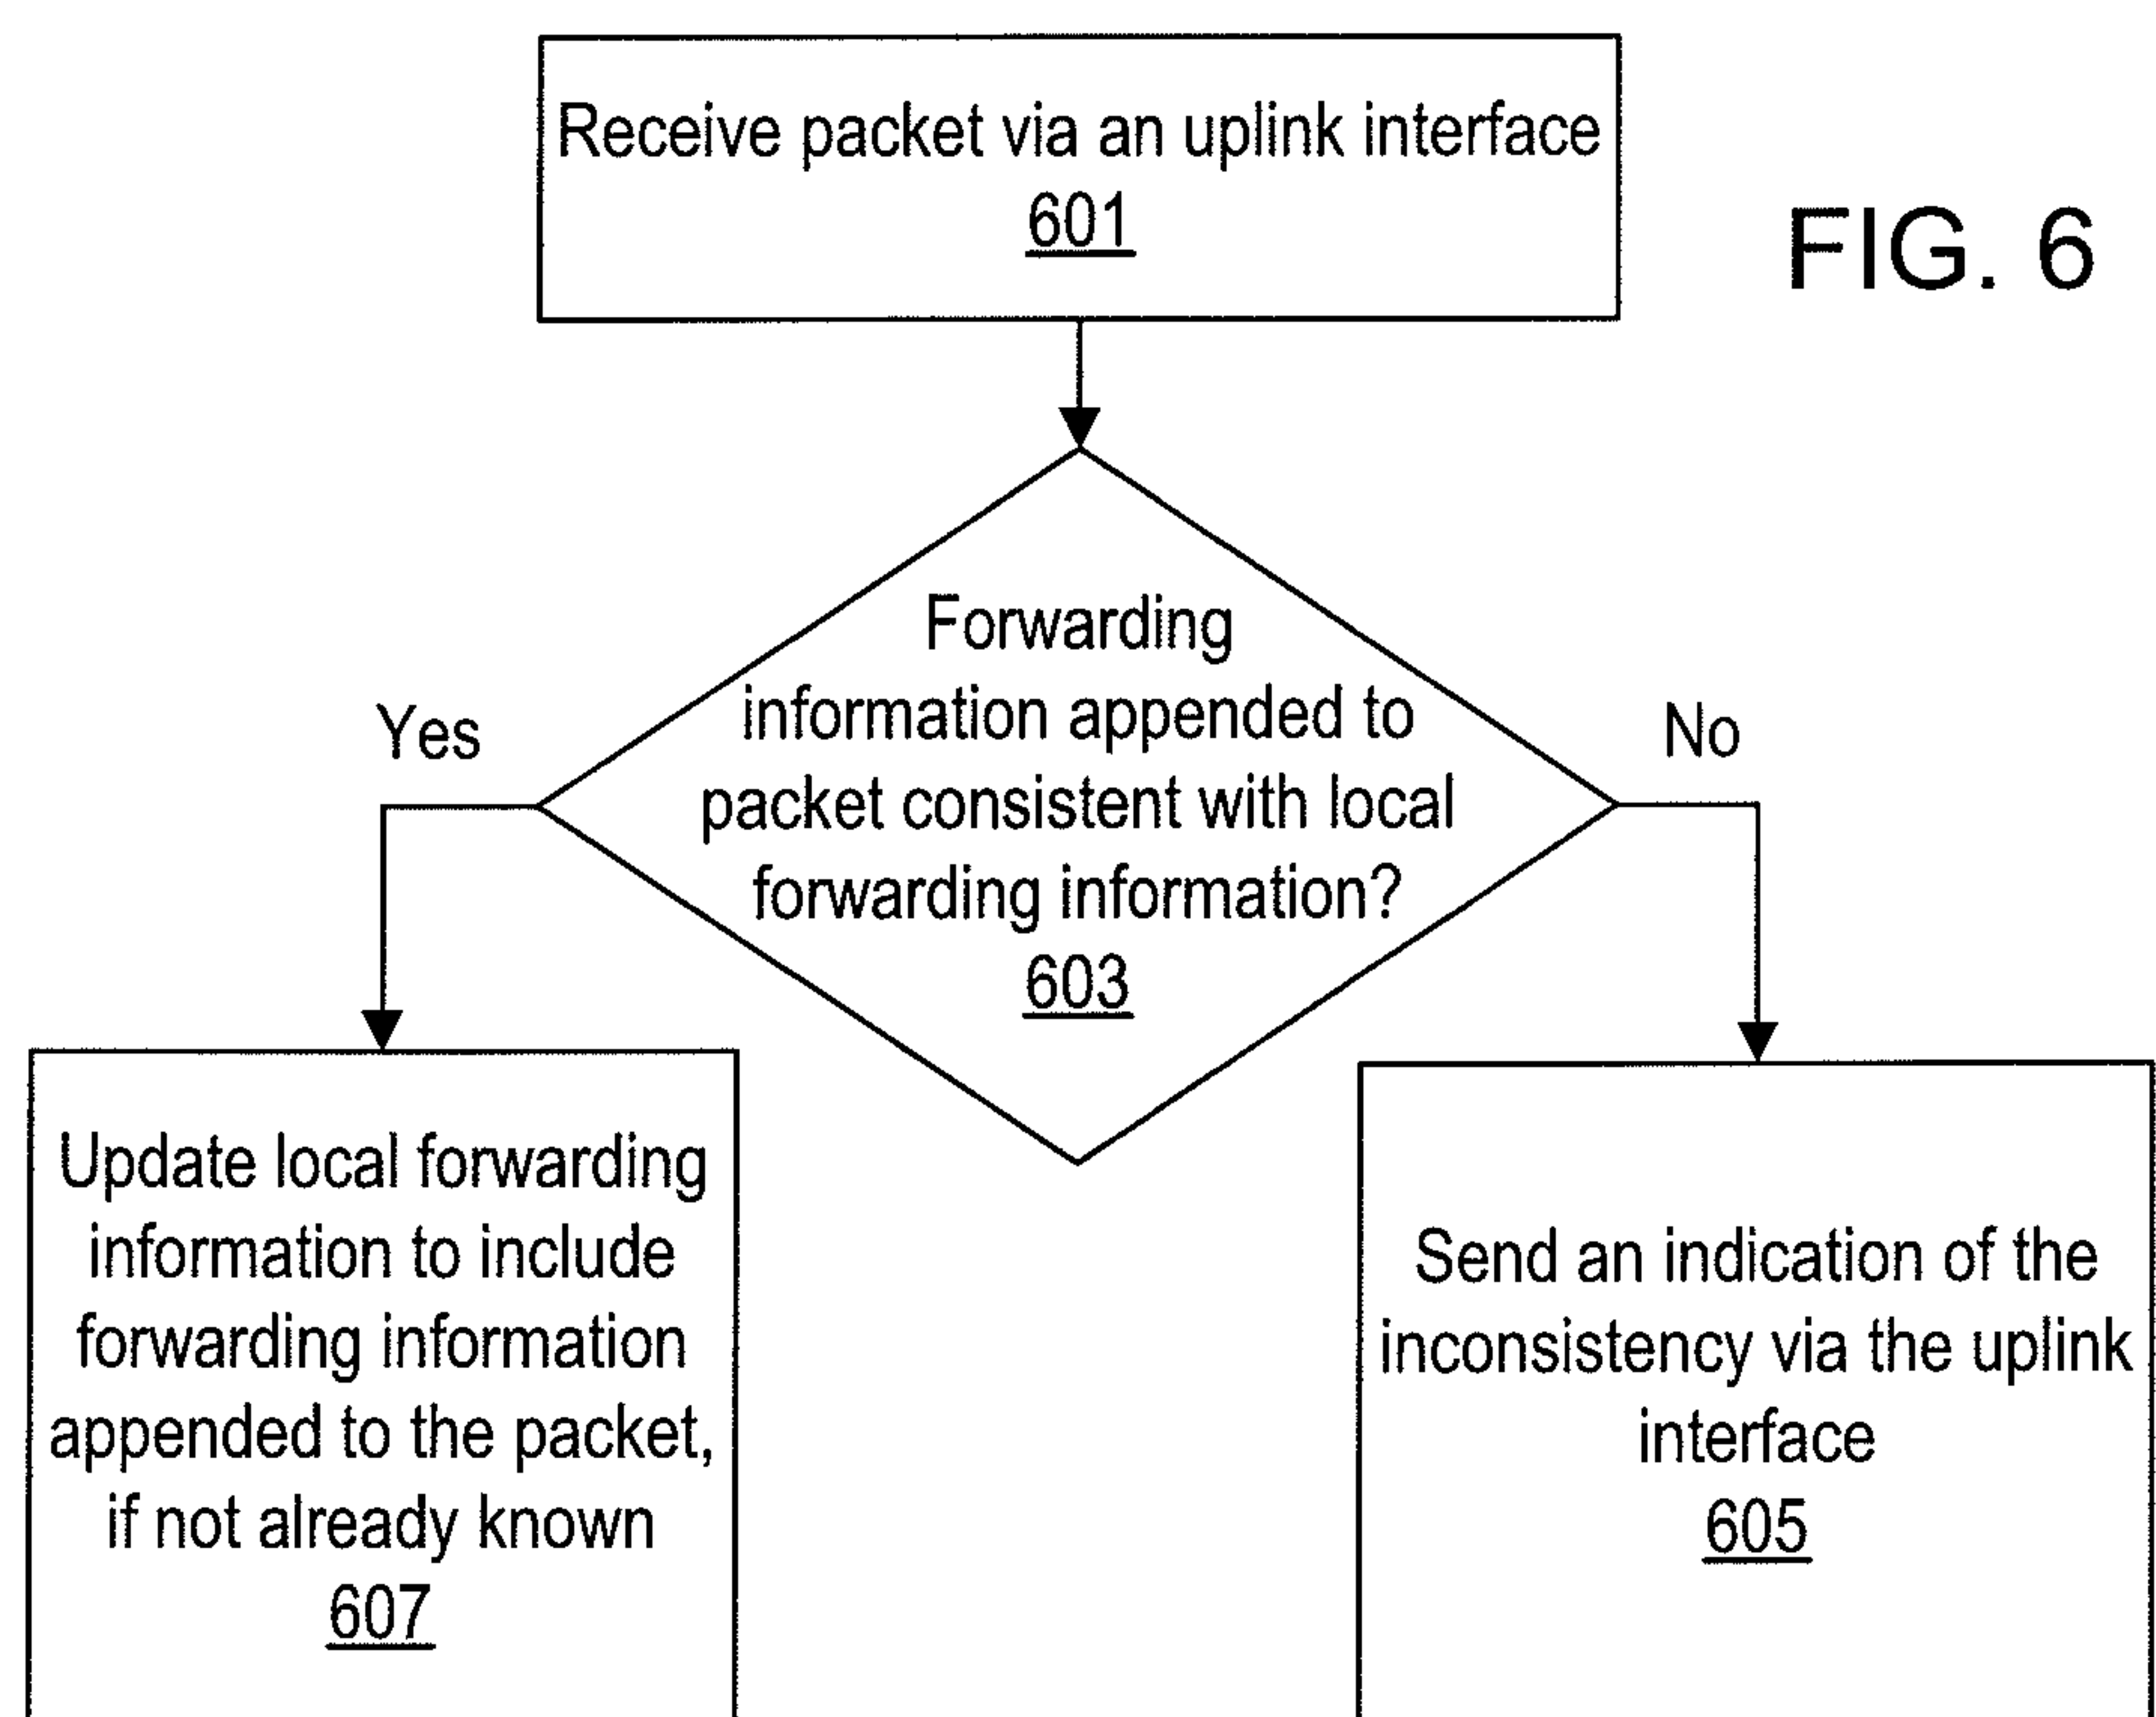 Receive packet via an uplink interface
601
FIG. 6
Forwarding
information appended to
packet consistent with local
forwarding information?
603
Yes
No
Update local forwarding
information to include
forwarding information
appended to the packet,
if not already known
607
Send an indication of the
inconsistency via the uplink
interface
605